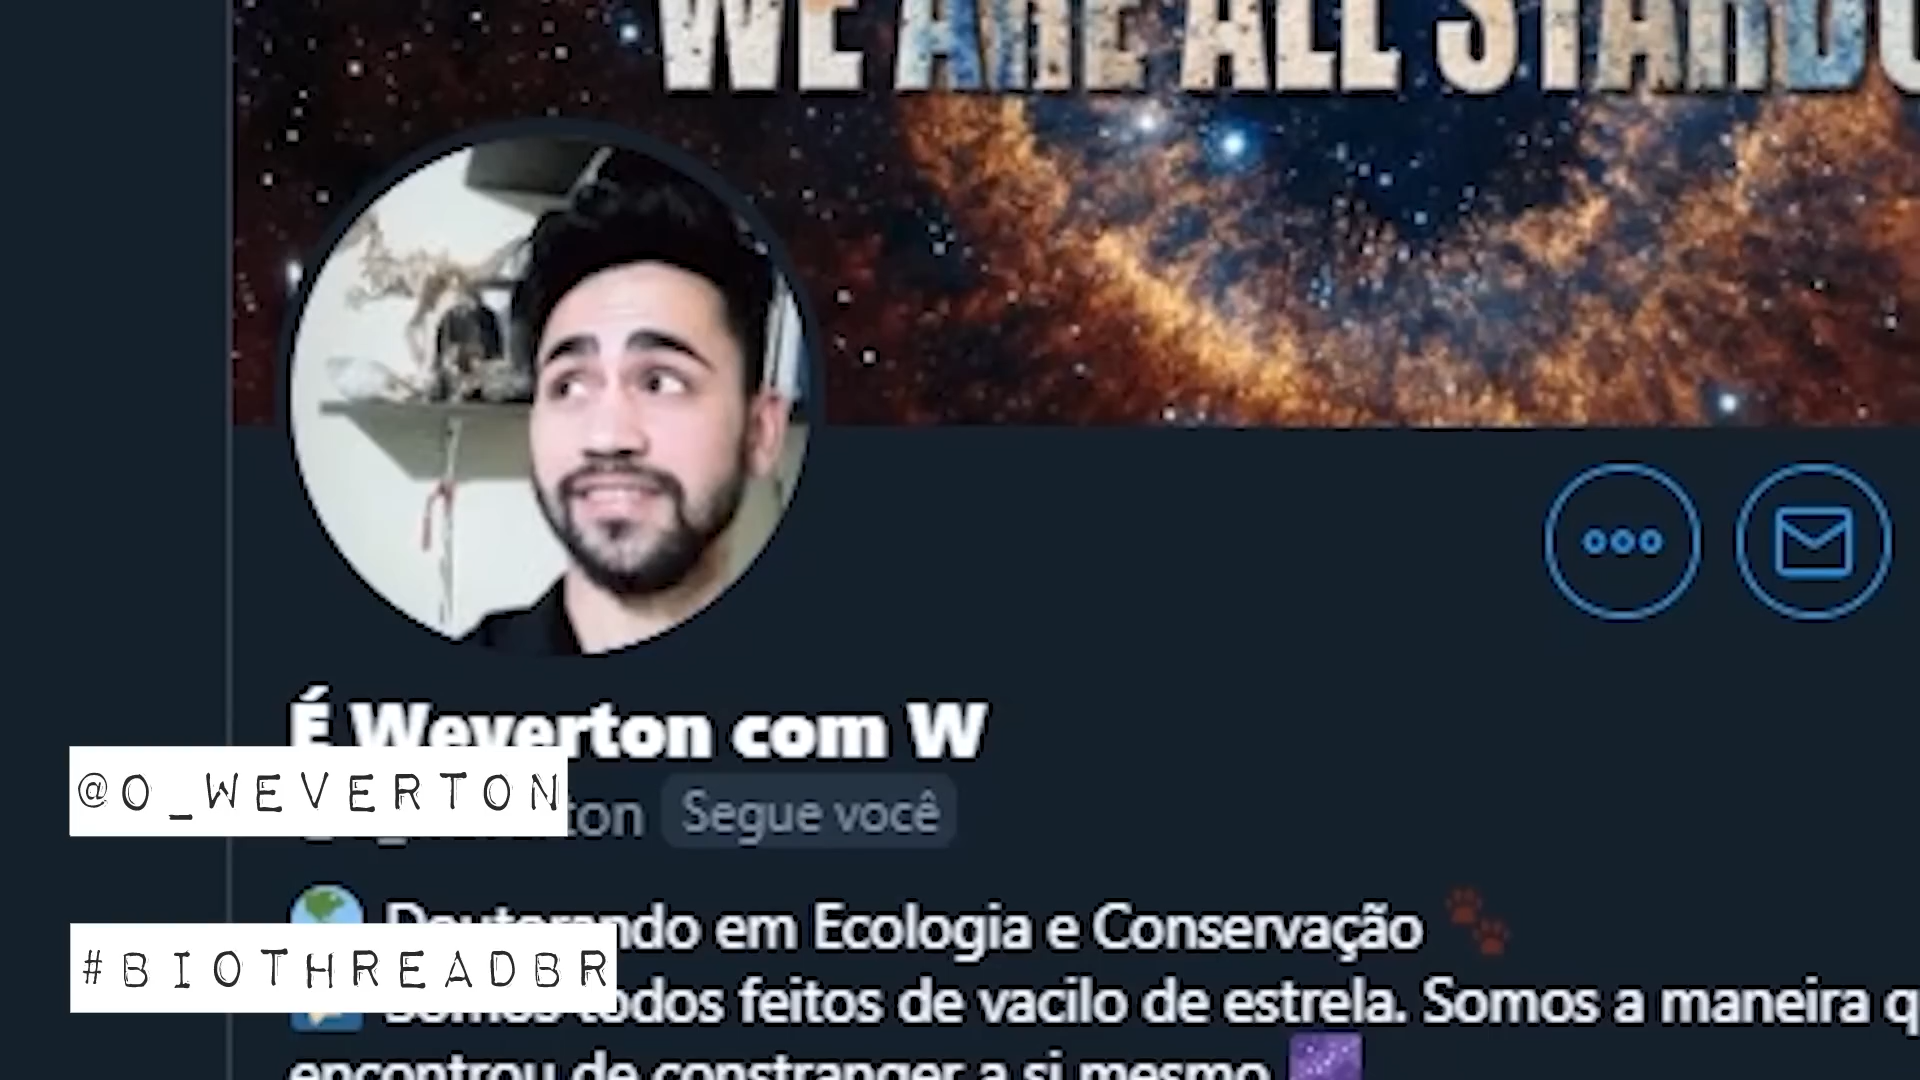 WE ARE ALL STARDU
É Weverton com W
@O_WEVERTON
ton Segue você
Doutorando em Ecologia e Conservação
#BIOTHREADBR
Somos todos feitos de vacilo de estrela. Somos a maneira q
encontrou de constranger a si mesmo